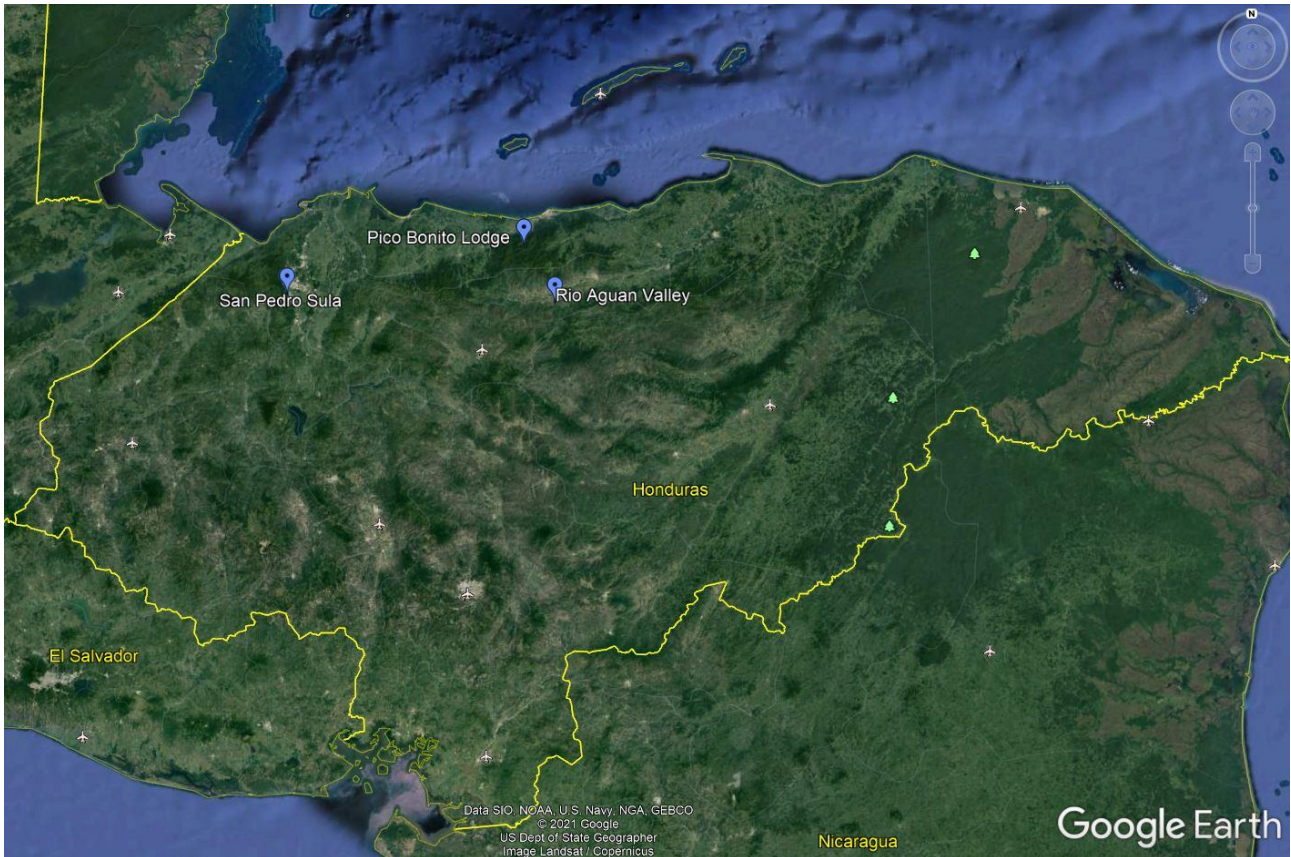 N
Pico Bonito Lodge
San Pedro Sula
Rio Aguan Valley
Honduras
El Salvador
Data SIO, NOAA, U.S. Navy, NGA, GEBCO
© 2021 Google
US Dept of State Geographer
Image Landsat / Copernicus
Nicaragua
Google Earth